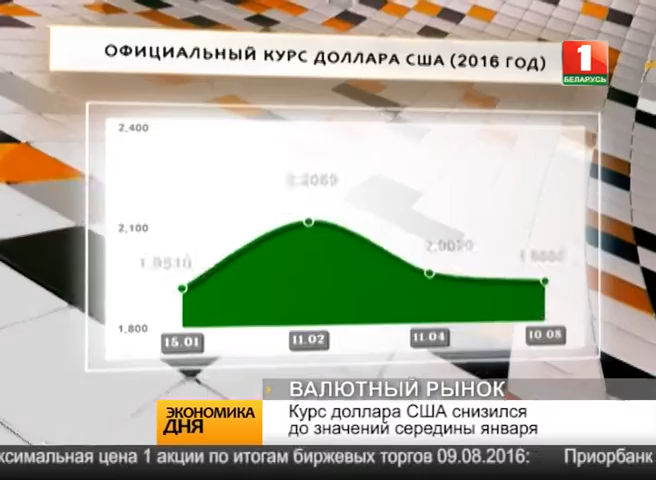 ОФИЦИАЛЬНЫЙ КУРС ДОЛЛАРА США (2016 ГОД)
1
БЕЛАРУСЬ
2,400
2,100
1,800
15.01
11.02
11.04
10.08
ВАЛЮТНЫЙ РЫНОК
ЭКОНОМИКА
ДНЯ
Курс доллара США снизился
до значений середины января
ксимальная цена 1 акции по итогам биржевых торгов 09.08.2016: Приорбанк